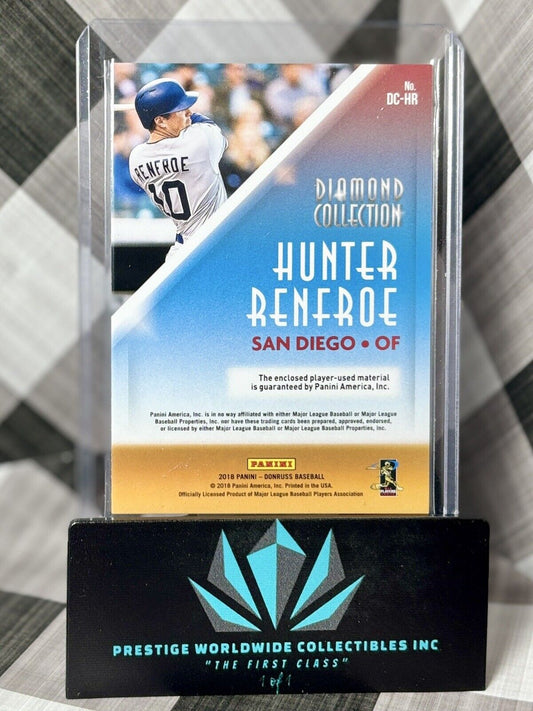 No.
DC-HR
RENFROE
10
DIAMOND
COLLECTION
HUNTER
RENFROE
SAN DIEGO • OF
The enclosed player-used material
is guaranteed by Panini America, Inc.
Panini America, Inc. is in no way affiliated with either Major League Baseball or Major League
Baseball Properties, Inc. nor have these trading cards been prepared, approved, endorsed,
or licensed by either Major League Baseball or Major League Baseball Properties, Inc.
PANINI
2018 PANINI – DONRUSS BASEBALL
© 2018 Panini America, Inc. Printed in the USA.
Officially Licensed Product of Major League Baseball Players Association
PRESTIGE WORLDWIDE COLLECTIBLES INC
"THE FIRST CLASS"
1 of 1